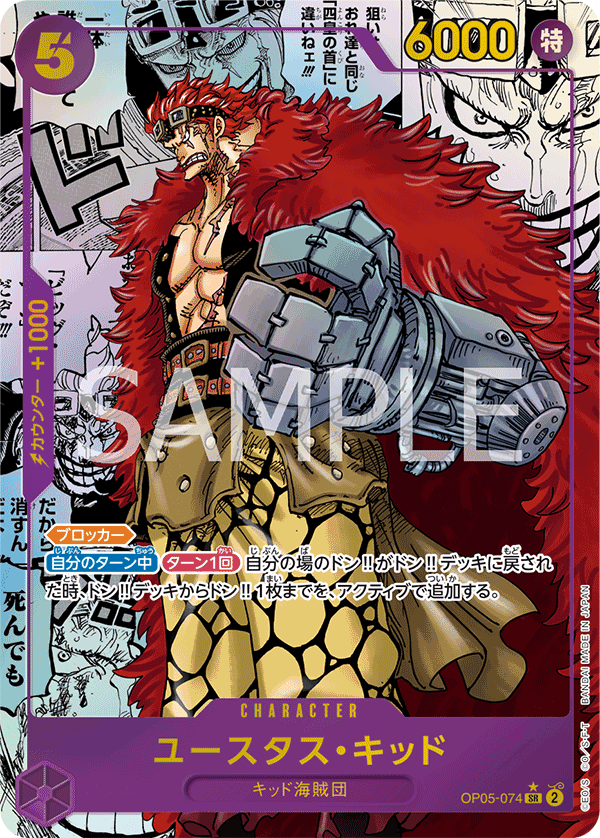 5
6000
特
狙い
おれ達と同じ
「四皇の首」に
違いねェ!!!
ド
カウンター +1000
だから
消すん
死んでも
SAMPLE
ブロッカー
自分のターン中 ターン1回 自分の場のドン!!がドン!!デッキに戻され
た時、ドン!!デッキからドン!!1枚までを、アクティブで追加する。
CHARACTER
ユースタス・キッド
キッド海賊団
OP05-074 SR 2
©E.O./S. ©O./S-F-T BANDAI MADE IN JAPAN